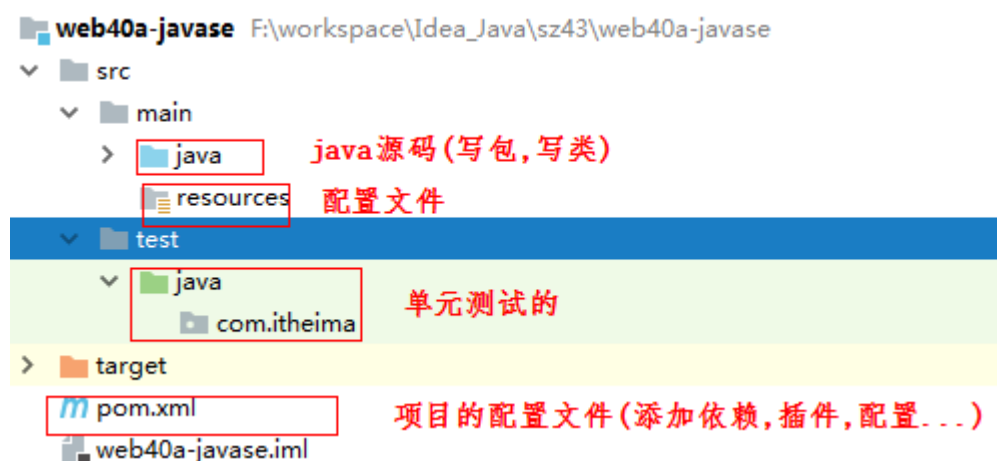 web40a-javase F:\workspace\Idea_Java\sz43\web40a-javase
src
main
java java源码(写包,写类)
resources 配置文件
test
java
单元测试的
com.itheima
target
pom.xml 项目的配置文件(添加依赖,插件,配置...)
web40a-javase.iml